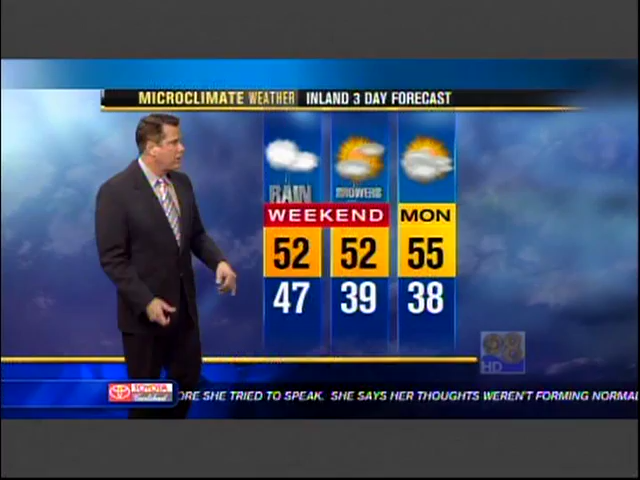 MICROCLIMATE WEATHER INLAND 3 DAY FORECAST
RAIN SHOWERS
WEEKEND MON
52 52 55
47 39 38
HD
TOYOTA
ORE SHE TRIED TO SPEAK. SHE SAYS HER THOUGHTS WEREN'T FORMING NORMAL